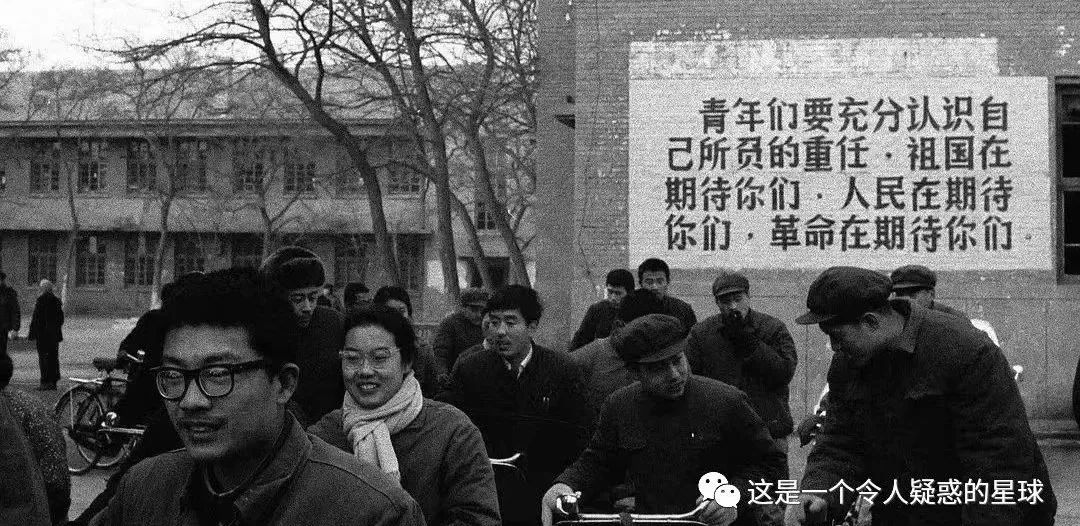 青年们要充分认识自
己所负的重任，祖国在
期待你们，人民在期待
你们，革命在期待你们．
这是一个令人疑惑的星球